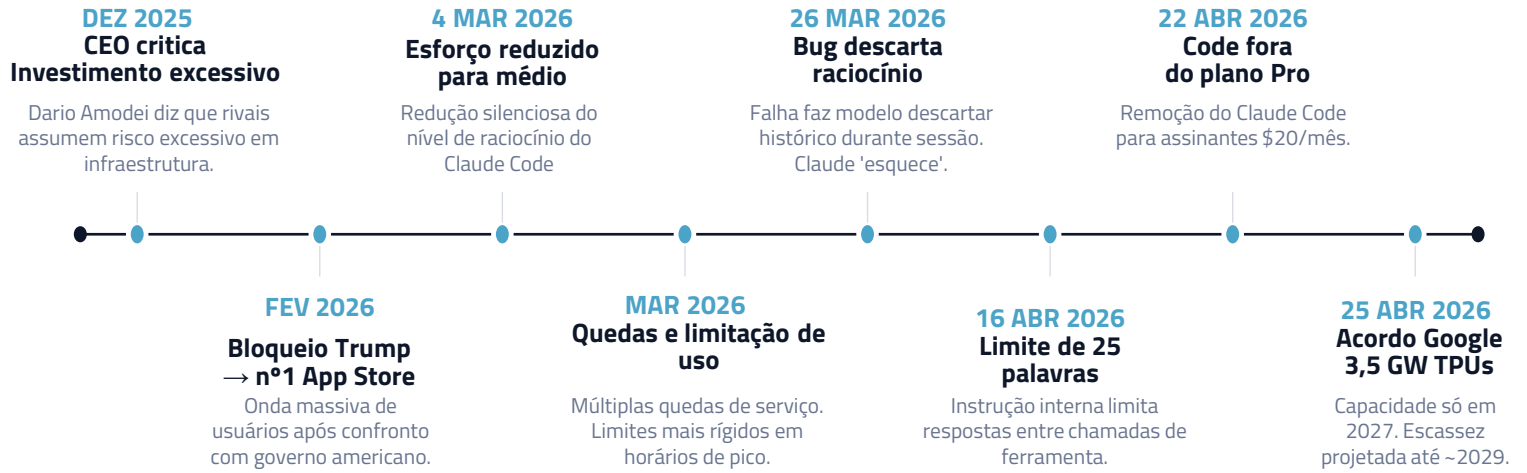 DEZ 2025
CEO critica
Investimento excessivo
Dario Amodei diz que rivais
assumem risco excessivo em
infraestrutura.
FEV 2026
Bloqueio Trump
→ nº1 App Store
Onda massiva de
usuários após confronto
com governo americano.
4 MAR 2026
Esforço reduzido
para médio
Redução silenciosa do
nível de raciocínio do
Claude Code
MAR 2026
Quedas e limitação de
uso
Múltiplas quedas de serviço.
Limites mais rígidos em
horários de pico.
26 MAR 2026
Bug descarta
raciocínio
Falha faz modelo descartar
histórico durante sessão.
Claude 'esquece'.
16 ABR 2026
Limite de 25
palavras
Instrução interna limita
respostas entre chamadas de
ferramenta.
22 ABR 2026
Code fora
do plano Pro
Remoção do Claude Code
para assinantes $20/mês.
25 ABR 2026
Acordo Google
3,5 GW TPUs
Capacidade só em
2027. Escassez
projetada até ~2029.